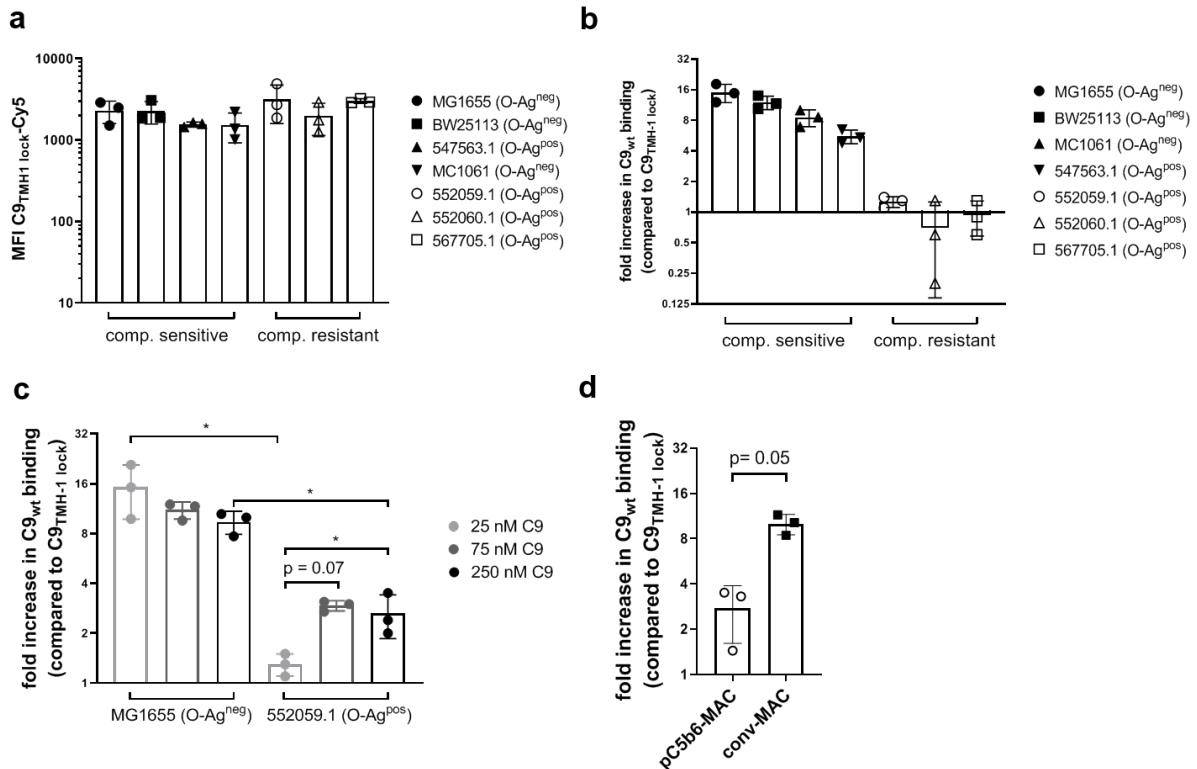 a
MFI C9TMH1 lock-Cy5
10000
1000
100
10
comp. sensitive
comp. resistant
MG1655 (O-Agneg)
BW25113 (O-Agneg)
547563.1 (O-Agpos)
MC1061 (O-Agneg)
552059.1 (O-Agpos)
552060.1 (O-Agpos)
567705.1 (O-Agpos)
b
fold increase in C9wt binding
(compared to C9TMH-1 lock)
32
16
8
4
2
1
0.5
0.25
0.125
comp. sensitive
comp. resistant
MG1655 (O-Agneg)
BW25113 (O-Agneg)
MC1061 (O-Agneg)
547563.1 (O-Agpos)
552059.1 (O-Agpos)
552060.1 (O-Agpos)
567705.1 (O-Agpos)
c
fold increase in C9wt binding
(compared to C9TMH-1 lock)
32
16
8
4
2
1
*
*
*
p = 0.07
MG1655 (O-Agneg)
552059.1 (O-Agpos)
25 nM C9
75 nM C9
250 nM C9
d
fold increase in C9wt binding
(compared to C9TMH-1 lock)
32
16
8
4
2
1
p= 0.05
pC5b6-MAC
conv-MAC